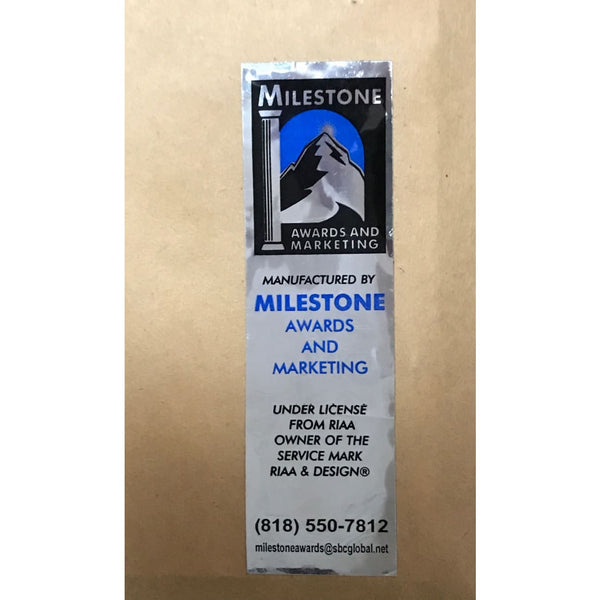 MILESTONE
AWARDS AND
MARKETING
MANUFACTURED BY
MILESTONE
AWARDS
AND
MARKETING
UNDER LICENSE
FROM RIAA
OWNER OF THE
SERVICE MARK
RIAA & DESIGN®
(818) 550-7812
milestoneawards@sbcglobal.net